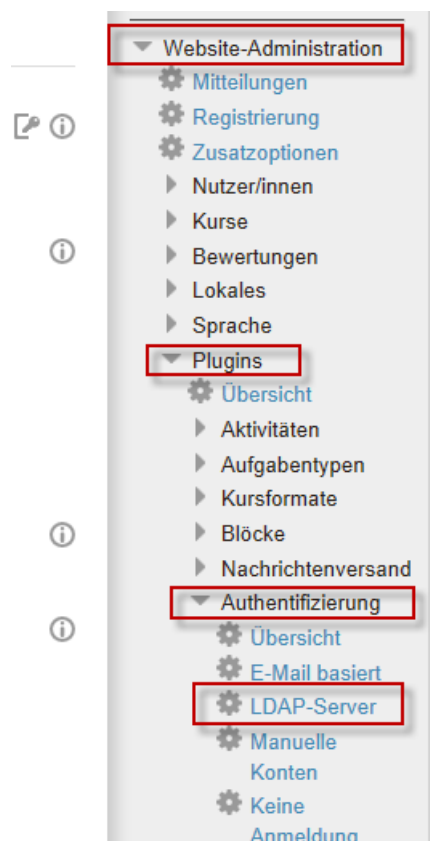 Website-Administration
Mitteilungen
Registrierung
Zusatzoptionen
Nutzer/innen
Kurse
Bewertungen
Lokales
Sprache
Plugins
Übersicht
Aktivitäten
Aufgabentypen
Kursformate
Blöcke
Nachrichtenversand
Authentifizierung
Übersicht
E-Mail basiert
LDAP-Server
Manuelle
Konten
Keine
Anmeldung